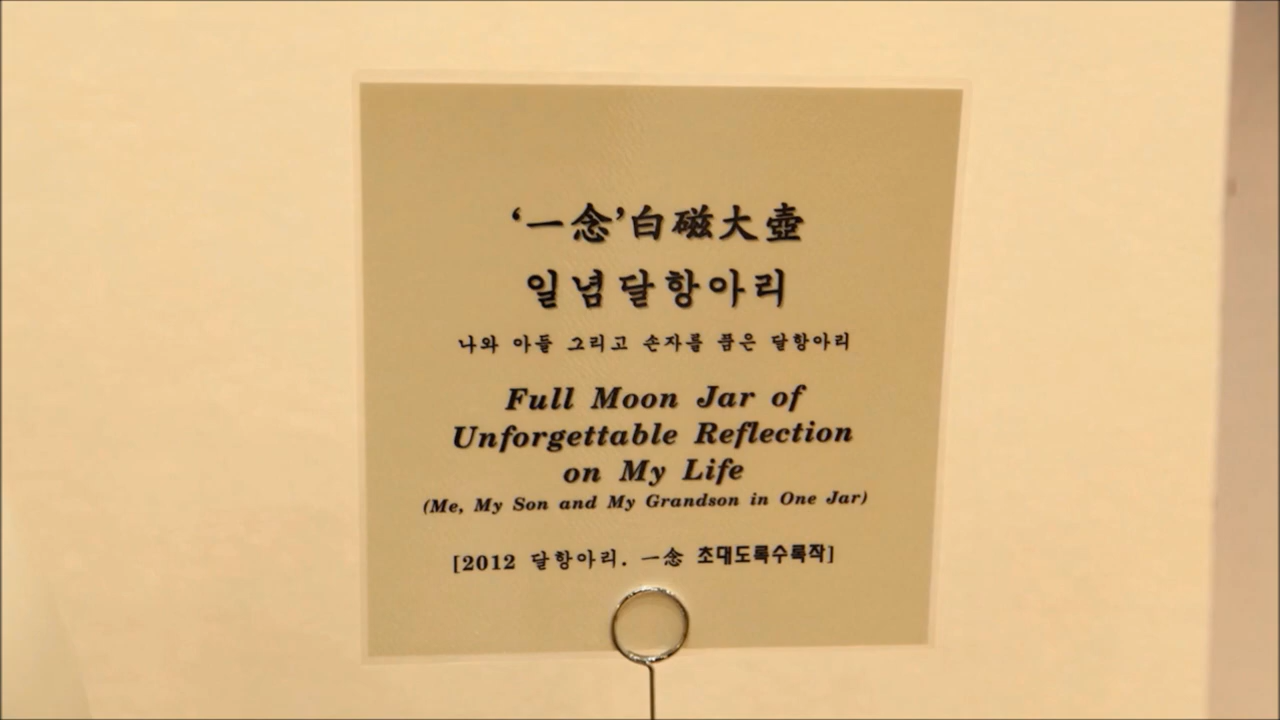 ‘一念’白磁大壺
일념달항아리
나와 아들 그리고 손자를 품은 달항아리
Full Moon Jar of
Unforgettable Reflection
on My Life
(Me, My Son and My Grandson in One Jar)
[2012 달항아리. 一念 초대도록수록작]